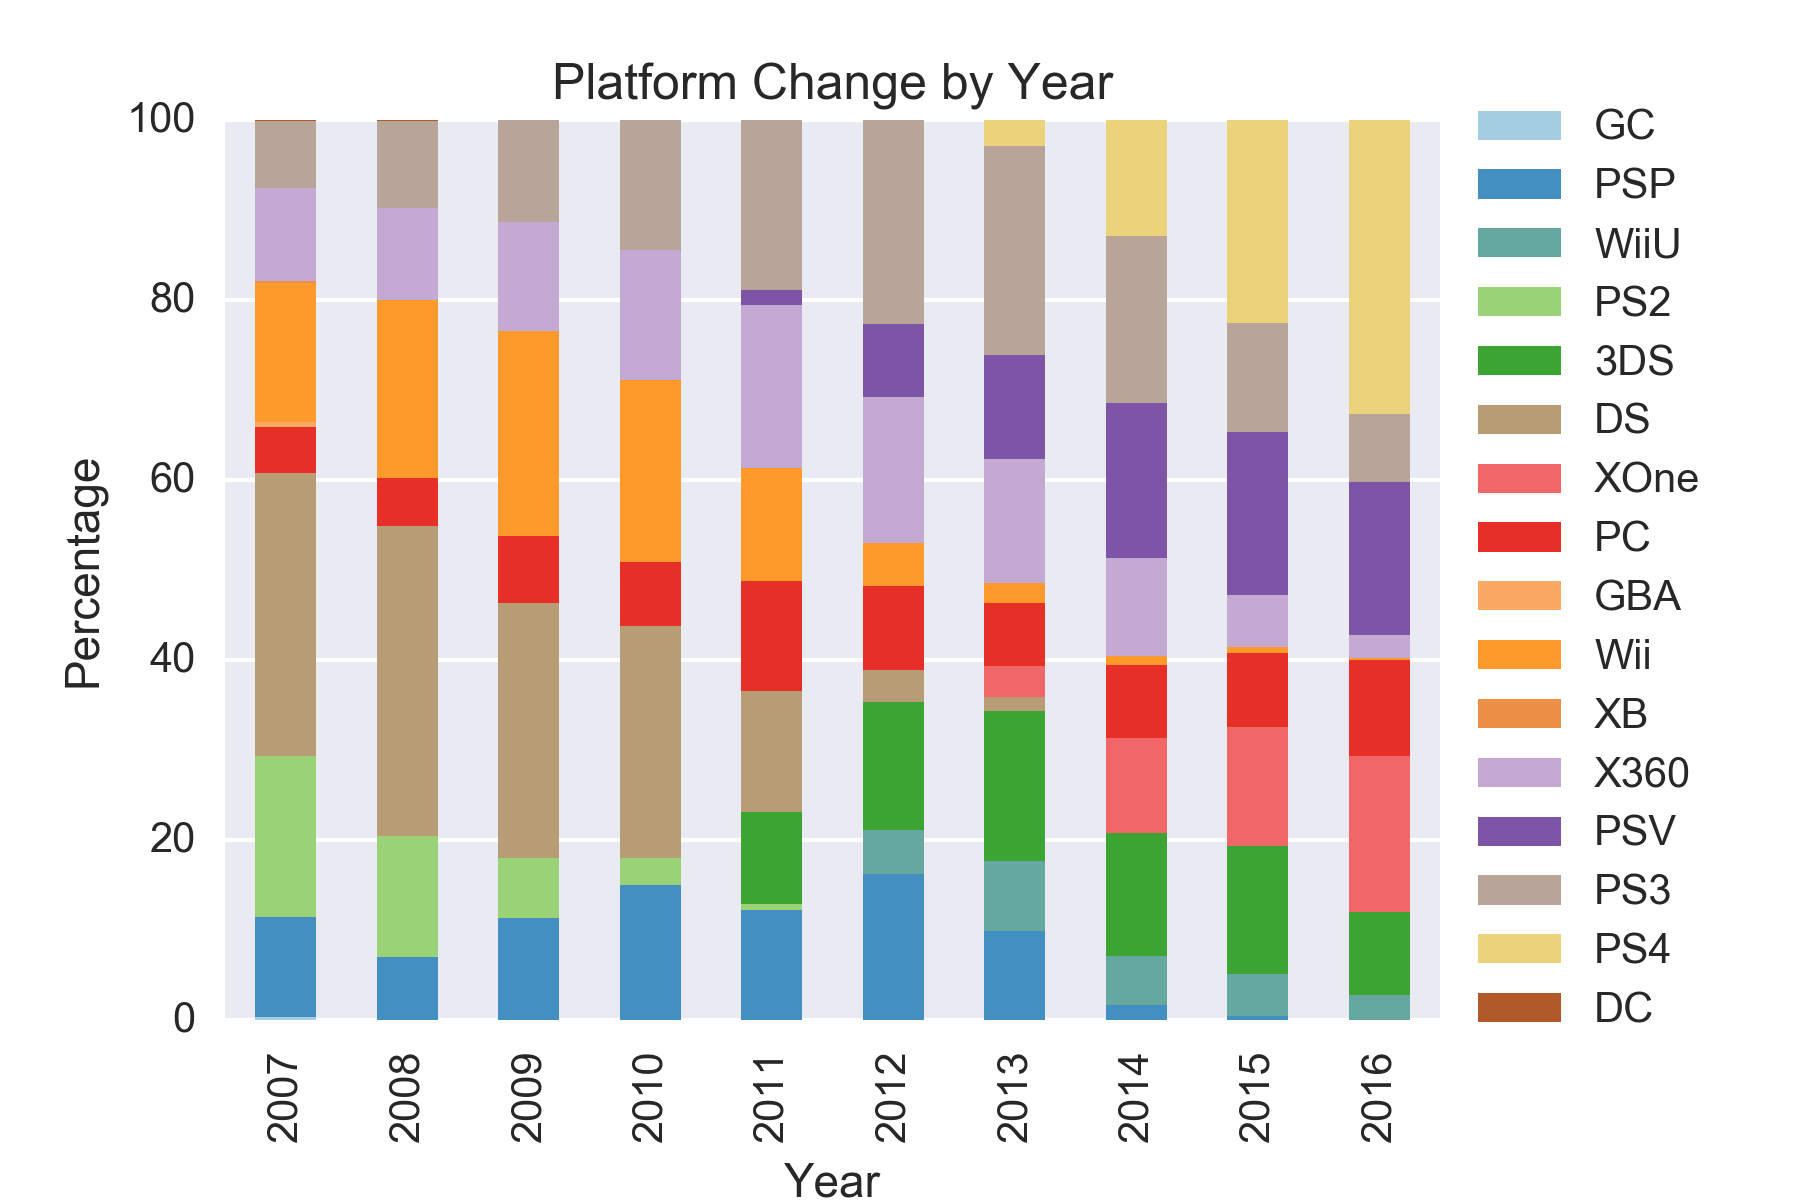 Platform Change by Year
Percentage
100
80
60
40
20
0
2007
2008
2009
2010
2011
2012
2013
2014
2015
2016
Year
GC
PSP
WiiU
PS2
3DS
DS
XOne
PC
GBA
Wii
XB
X360
PSV
PS3
PS4
DC